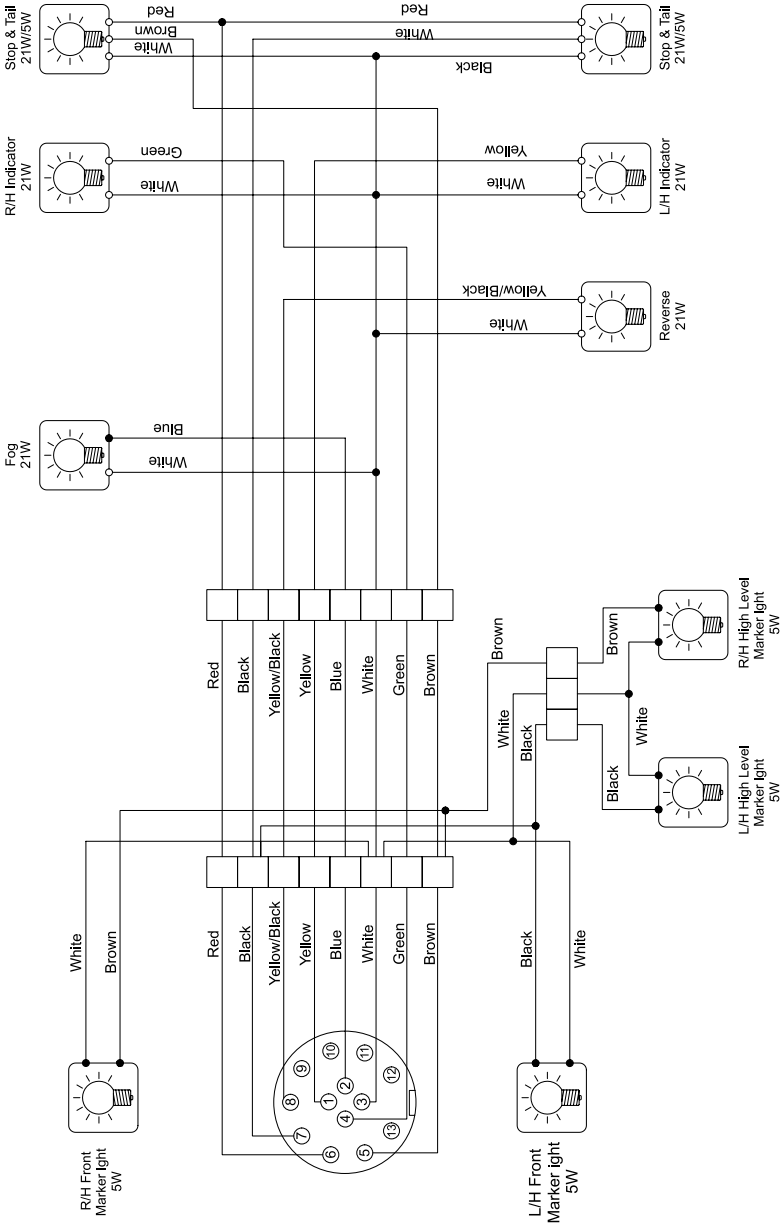 Stop & Tail
21W/5W
Red
Brown
White
Red
White
Black
Stop & Tail
21W/5W
R/H Indicator
21W
Green
White
Yellow
White
L/H Indicator
21W
Yellow/Black
White
Reverse
21W
Fog
21W
Blue
White
Red
Black
Yellow/Black
Yellow
Blue
White
Green
Brown
Brown
White
Black
Brown
White
Black
R/H High Level
Marker light
5W
L/H High Level
Marker light
5W
White
Brown
Red
Black
Yellow/Black
Yellow
Blue
White
Green
Brown
Black
White
R/H Front
Marker light
5W
1
2
3
4
5
6
7
8
9
10
11
12
13
L/H Front
Marker ight
5W